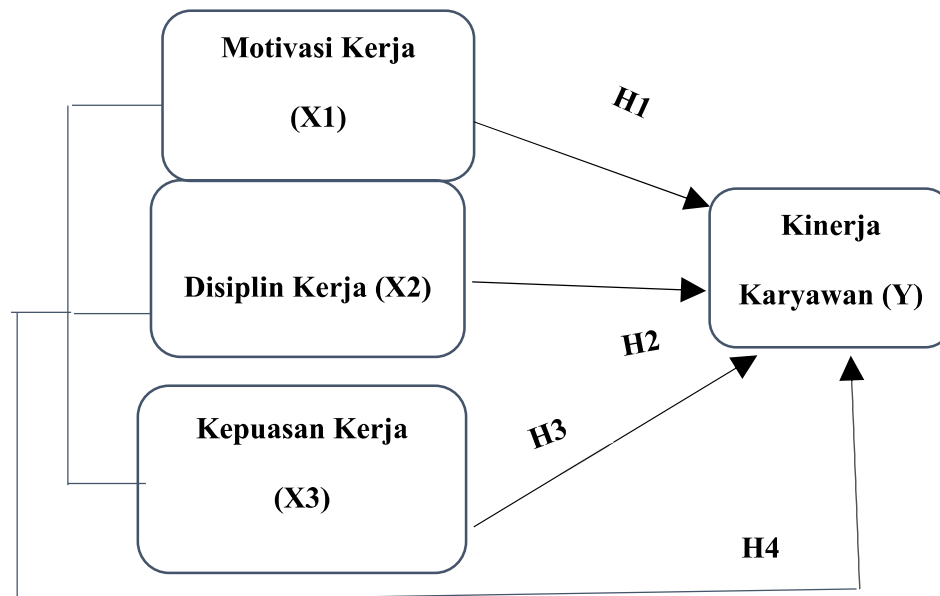 Motivasi Kerja
(X1)
H1
Disiplin Kerja (X2)
Kinerja
Karyawan (Y)
H2
Kepuasan Kerja
(X3)
H3
H4